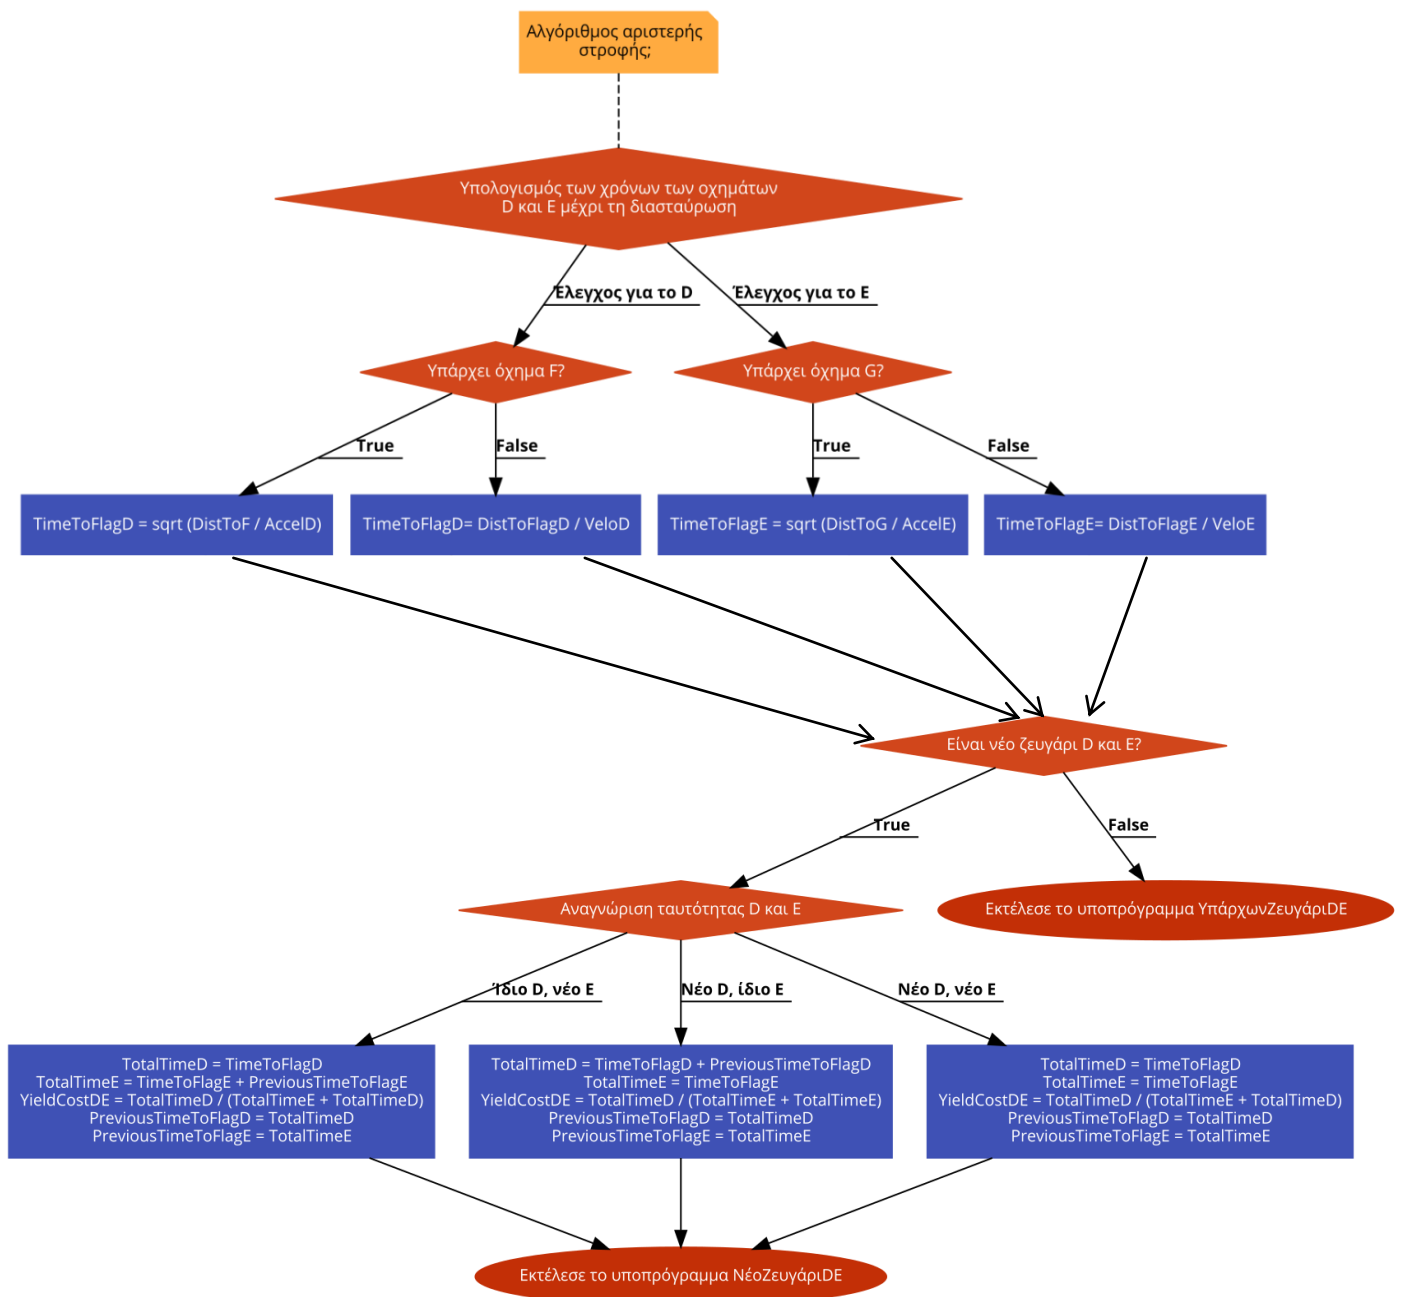 Αλγόριθμος αριστερής
στροφής;
Υπολογισμός των χρόνων των οχημάτων
D και E μέχρι τη διασταύρωση
Έλεγχος για το D
Έλεγχος για το E
Υπάρχει όχημα F?
Υπάρχει όχημα G?
True
False
True
False
TimeToFlagD = sqrt (DistToF / AccelD)
TimeToFlagD= DistToFlagD / VeloD
TimeToFlagE = sqrt (DistToG / AccelE)
TimeToFlagE= DistToFlagE / VeloE
Είναι νέο ζευγάρι D και E?
True
False
Αναγνώριση ταυτότητας D και E
Εκτέλεσε το υποπρόγραμμα ΥπάρχωνΖευγάριDE
Ίδιο D, νέο E
Νέο D, ίδιο E
Νέο D, νέο E
TotalTimeD = TimeToFlagD
TotalTimeE = TimeToFlagE + PreviousTimeToFlagE
YieldCostDE = TotalTimeD / (TotalTimeE + TotalTimeD)
PreviousTimeToFlagD = TotalTimeD
PreviousTimeToFlagE = TotalTimeE
TotalTimeD = TimeToFlagD + PreviousTimeToFlagD
TotalTimeE = TimeToFlagE
YieldCostDE = TotalTimeD / (TotalTimeE + TotalTimeE)
PreviousTimeToFlagD = TotalTimeD
PreviousTimeToFlagE = TotalTimeE
TotalTimeD = TimeToFlagD
TotalTimeE = TimeToFlagE
YieldCostDE = TotalTimeD / (TotalTimeE + TotalTimeD)
PreviousTimeToFlagD = TotalTimeD
PreviousTimeToFlagE = TotalTimeE
Εκτέλεσε το υποπρόγραμμα ΝέοΖευγάριDE